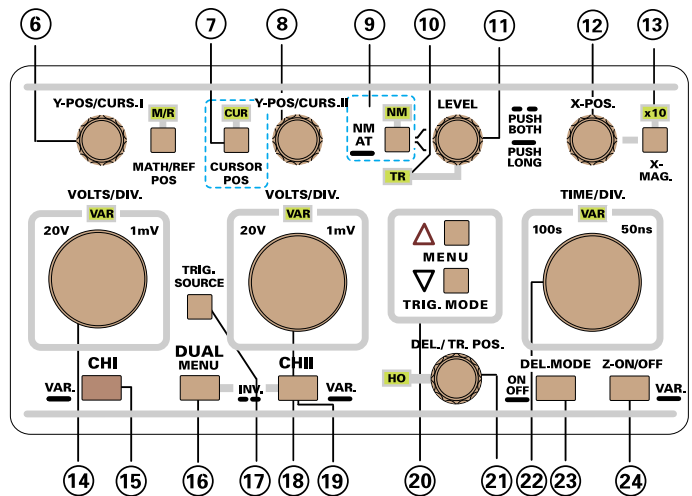 6 7 8 9 10 11 12 13
Y-POS/CURS.I M/R CUR Y-POS/CURS.II NM LEVEL PUSH BOTH X-POS. x10
MATH/REF POS
CURSOR POS
NM AT
TR
PUSH LONG
X-MAG.
VOLTS/DIV.
VAR
20V 1mV
TRIG. SOURCE
VOLTS/DIV.
VAR
20V 1mV
MENU
TRIG. MODE
TIME/DIV.
VAR
100s 50ns
CHI
VAR.
DUAL MENU
INV.
CHII
VAR.
DEL./ TR. POS.
HO
ON OFF
DEL.MODE
Z-ON/OFF
VAR.
14 15 16 17 18 19 20 21 22 23 24